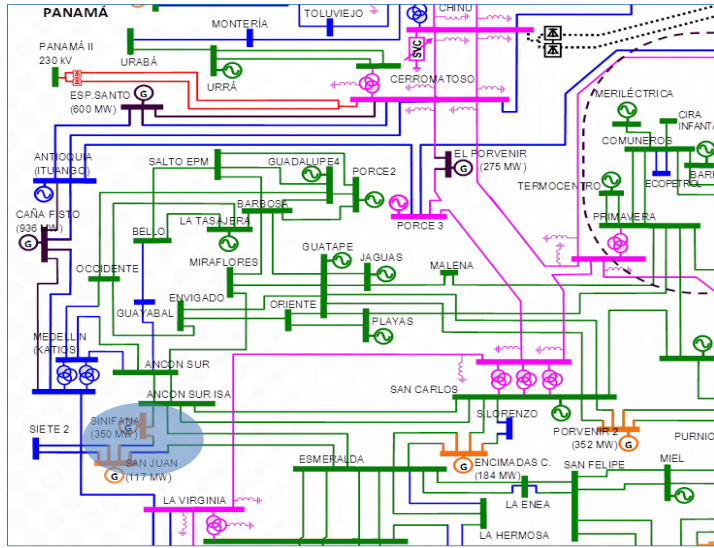 PANAMÁ
MONTERÍA
TOLUVIEJO
CHINÚ
SVC
PANAMÁ II
230 kV
URABÁ
URRÁ
CERROMATOSO
ESP.SANTO
(600 MW)
G
MERILÉCTRICA
CIRA
INFANTA
COMUNEROS
ANTIOQUIA
(ITUANGO)
SALTO EPM
GUADALUPE4
PORCE2
EL PORVENIR
(275 MW)
G
TERMOCENTRO
ECOPETROL
BAR
CAÑA FISTO
(936 MW)
G
BARBOSA
LA TASAJERA
BELLO
PORCE 3
PRIMAVERA
GUATAPE
JAGUAS
MIRAFLORES
MALENA
OCCIDENTE
ENVIGADO
ORIENTE
GUAYABAL
PLAYAS
MEDELLIN
(KATIOS)
ANCON SUR
ANCON SUR ISA
SAN CARLOS
SINIFANA
(350 MW)
G
SIETE 2
S.LORENZO
PORVENIR 2
(352 MW)
G
PURNIO
SAN JUAN
(117 MW)
G
ESMERALDA
ENCIMADAS C.
(184 MW)
G
SAN FELIPE
MIEL
LA VIRGINIA
LA ENEA
LA HERMOSA